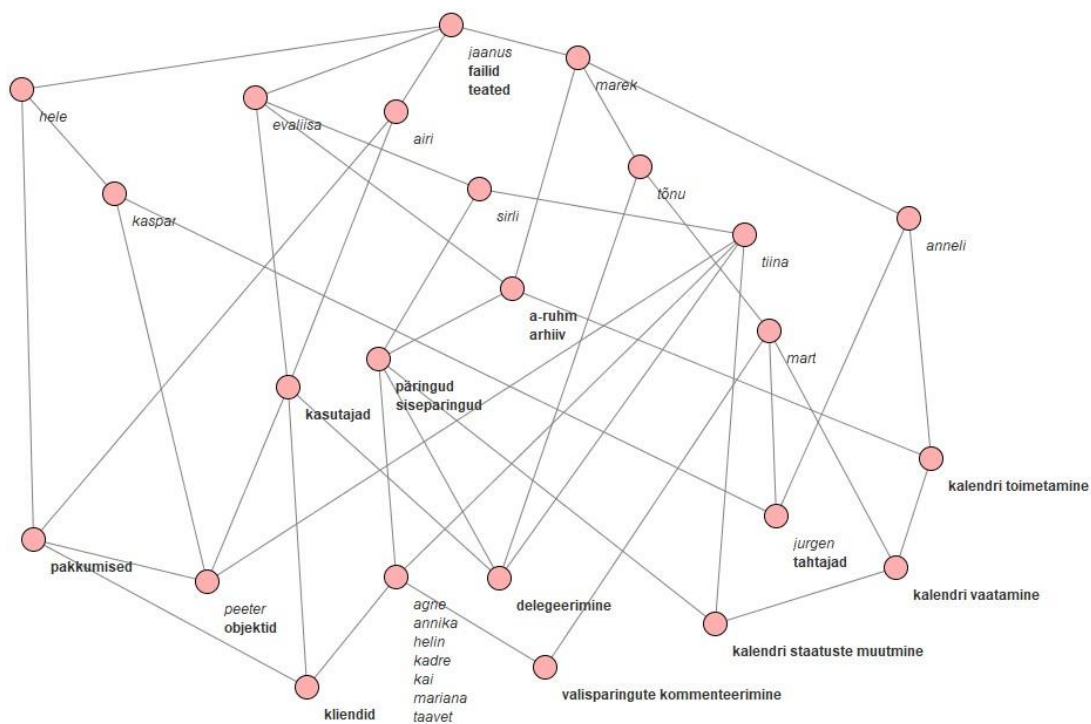 jaanus
failid
teated
marek
hele
evaliisa
airi
tõnu
kaspar
sirli
anneli
tiina
a-ruhm
arhiiv
mart
päringud
siseparingud
kasutajad
kalendri toimetamine
jurgen
tahtajad
pakkumised
kalendri vaatamine
peeter
objektid
agne
annika
helin
kadre
kai
mariana
taavet
delegeerimine
kalendri staatuste muutmine
valisparingute kommenteerimine
kliendid